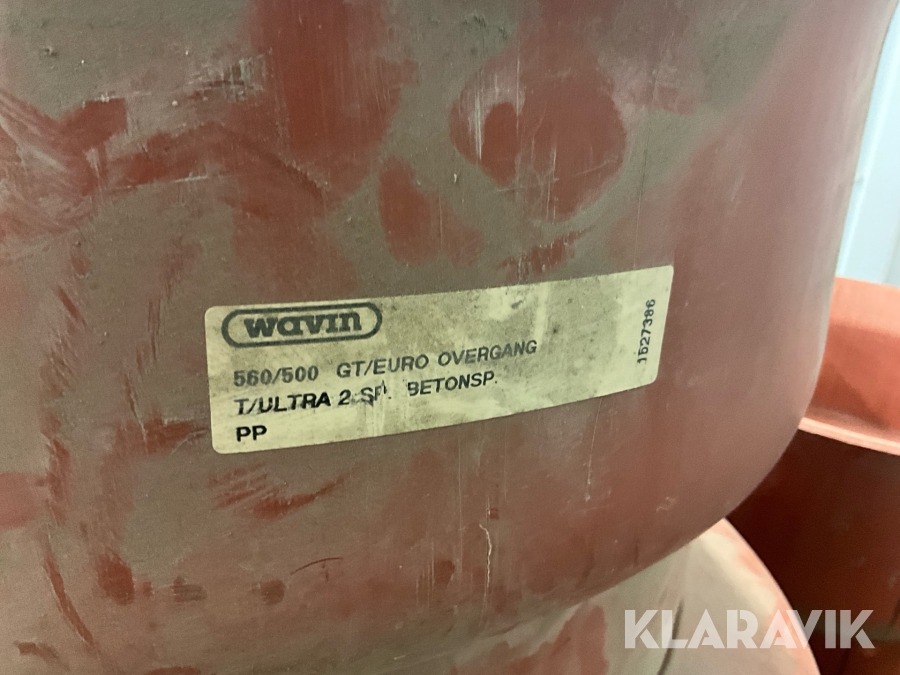 wavin
560/500 GT/EURO OVERGANG
T/ULTRA 2 SP. BETONSP.
PP
1527386
KLARAVIK